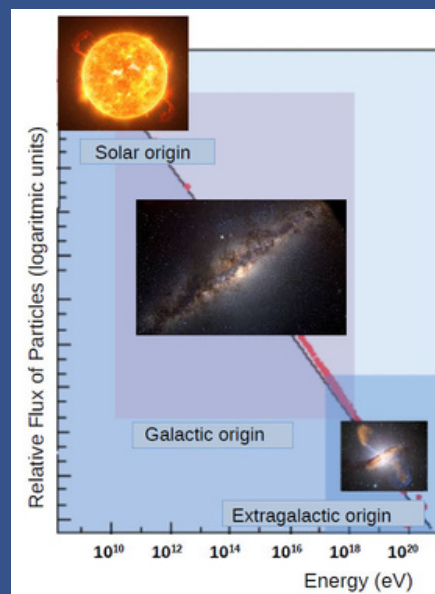 Relative Flux of Particles (logaritmic units)
Solar origin
Galactic origin
Extragalactic origin
10¹⁰ 10¹² 10¹⁴ 10¹⁶ 10¹⁸ 10²⁰
Energy (eV)